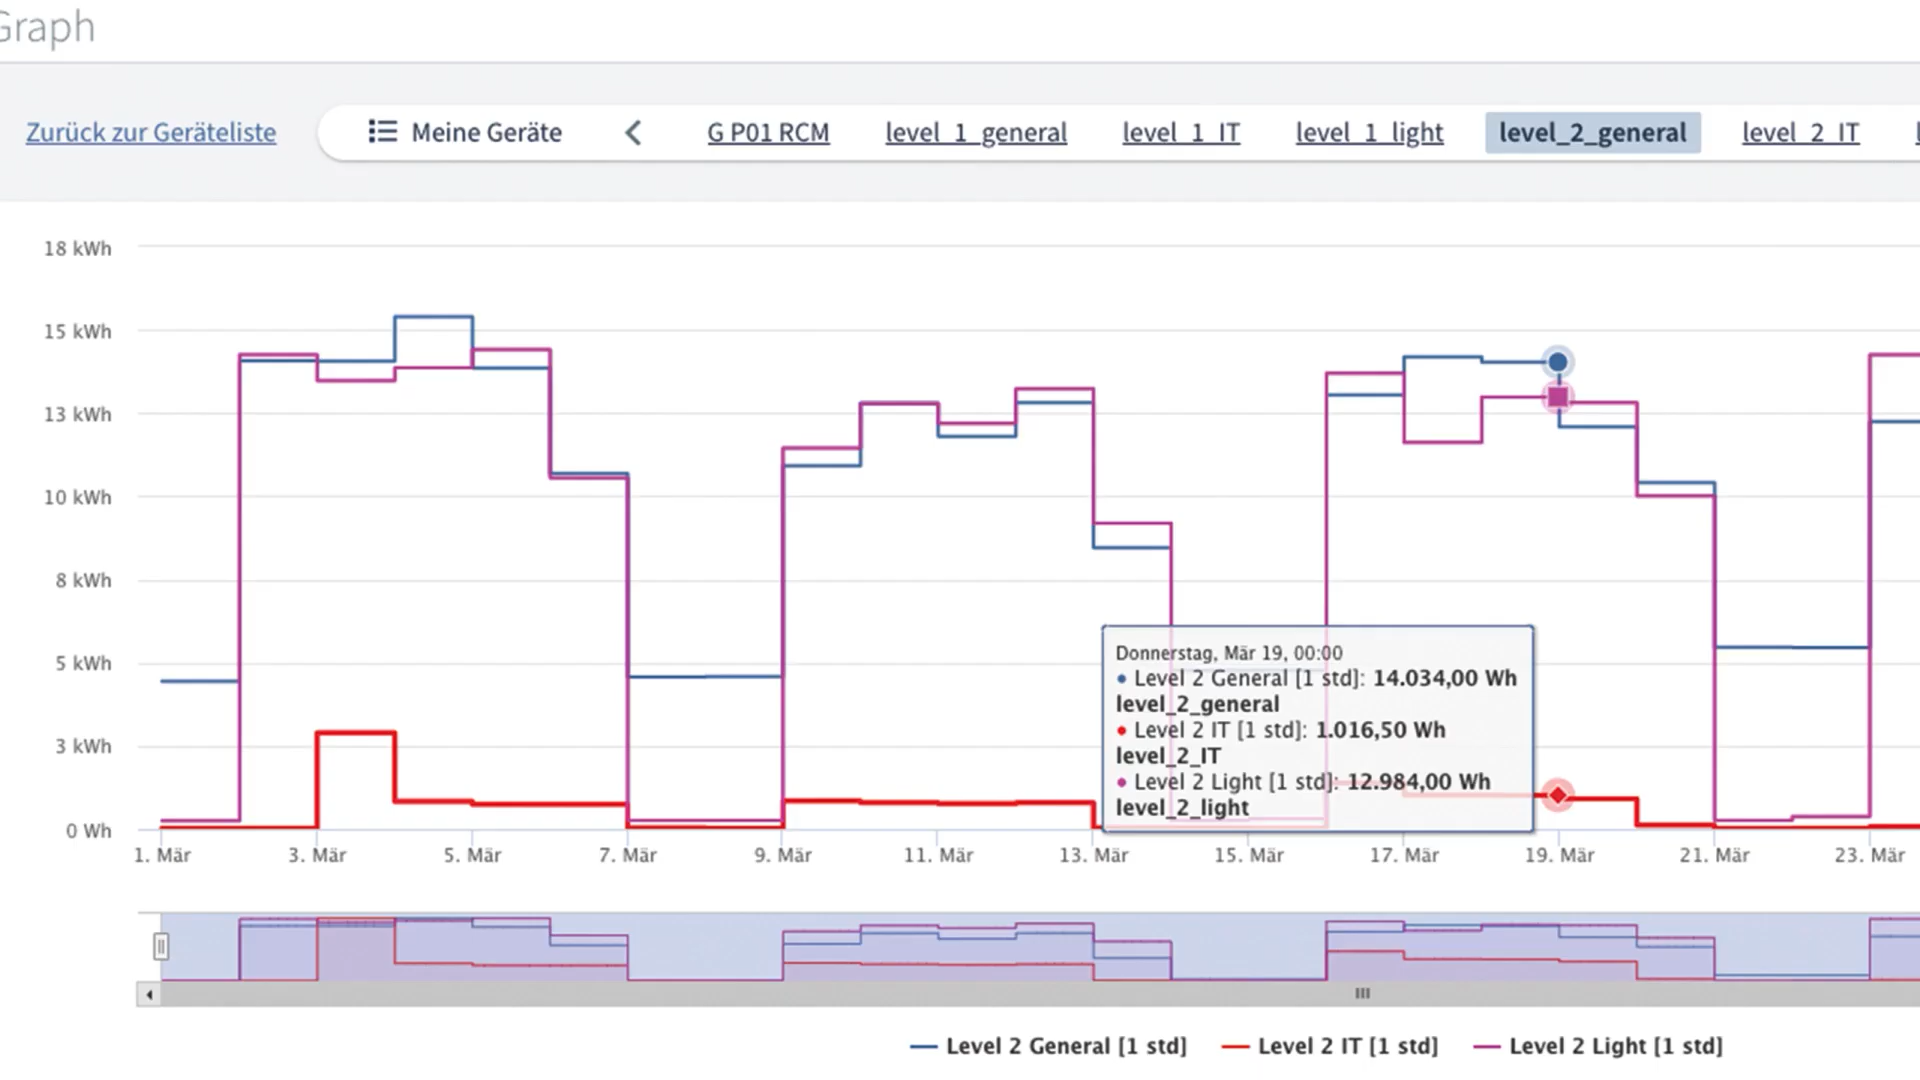 Graph
Zurück zur Geräteliste
Meine Geräte
G P01 RCM
level_1_general
level_1_IT
level_1_light
level_2_general
level_2_IT
18 kWh
15 kWh
13 kWh
10 kWh
8 kWh
5 kWh
3 kWh
0 Wh
Donnerstag, Mär 19, 00:00
Level 2 General [1 std]: 14.034,00 Wh
level_2_general
Level 2 IT [1 std]: 1.016,50 Wh
level_2_IT
Level 2 Light [1 std]: 12.984,00 Wh
level_2_light
1. Mär
3. Mär
5. Mär
7. Mär
9. Mär
11. Mär
13. Mär
15. Mär
17. Mär
19. Mär
21. Mär
23. Mär
Level 2 General [1 std]
Level 2 IT [1 std]
Level 2 Light [1 std]